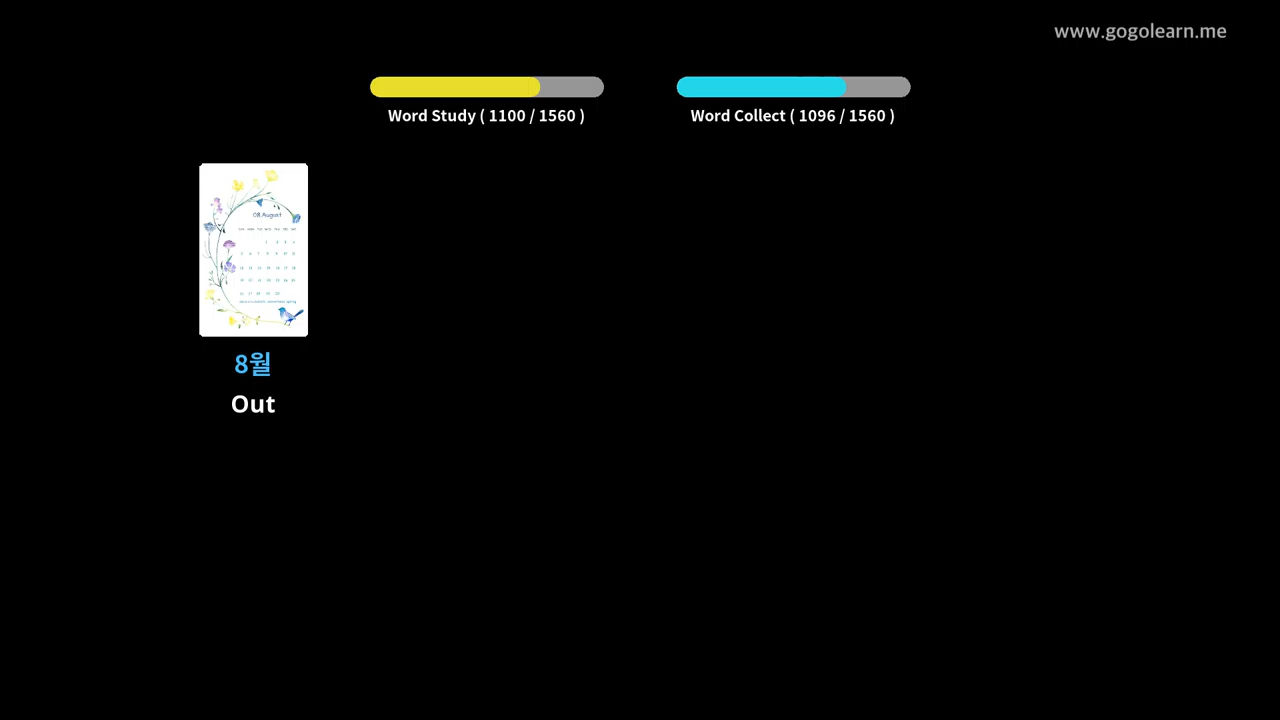 www.gogolearn.me
Word Study ( 1100 / 1560 )
Word Collect ( 1096 / 1560 )
08 August
8월
Out